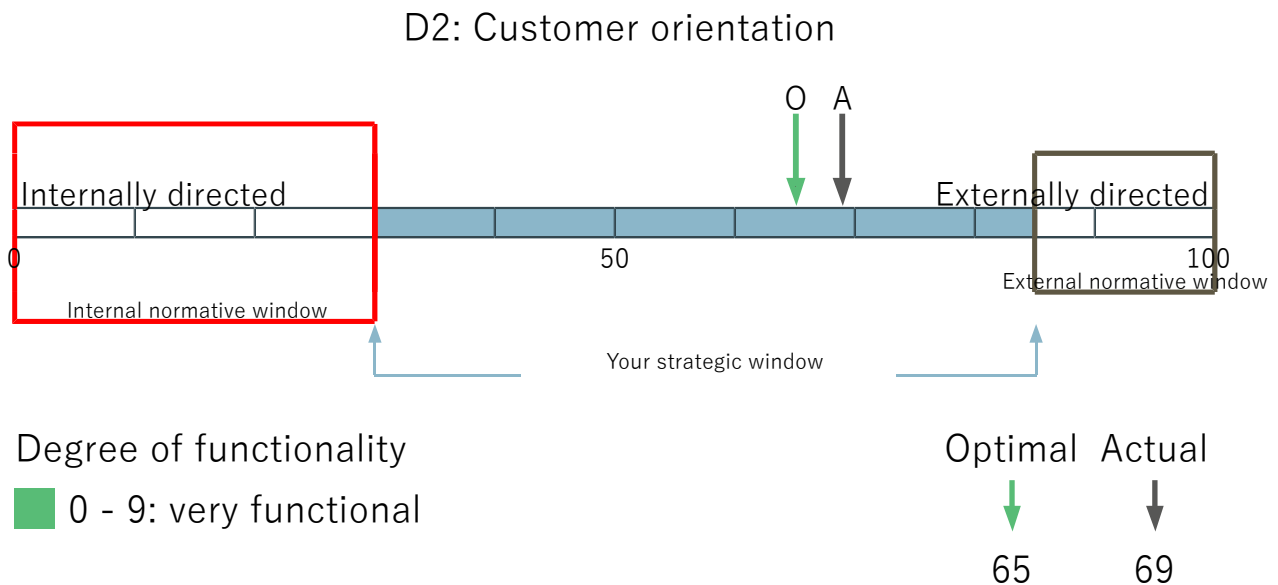 D2: Customer orientation
O A
Internally directed
Externally directed
0
50
100
Internal normative window
External normative window
Your strategic window
Degree of functionality
0 - 9: very functional
Optimal Actual
65 69